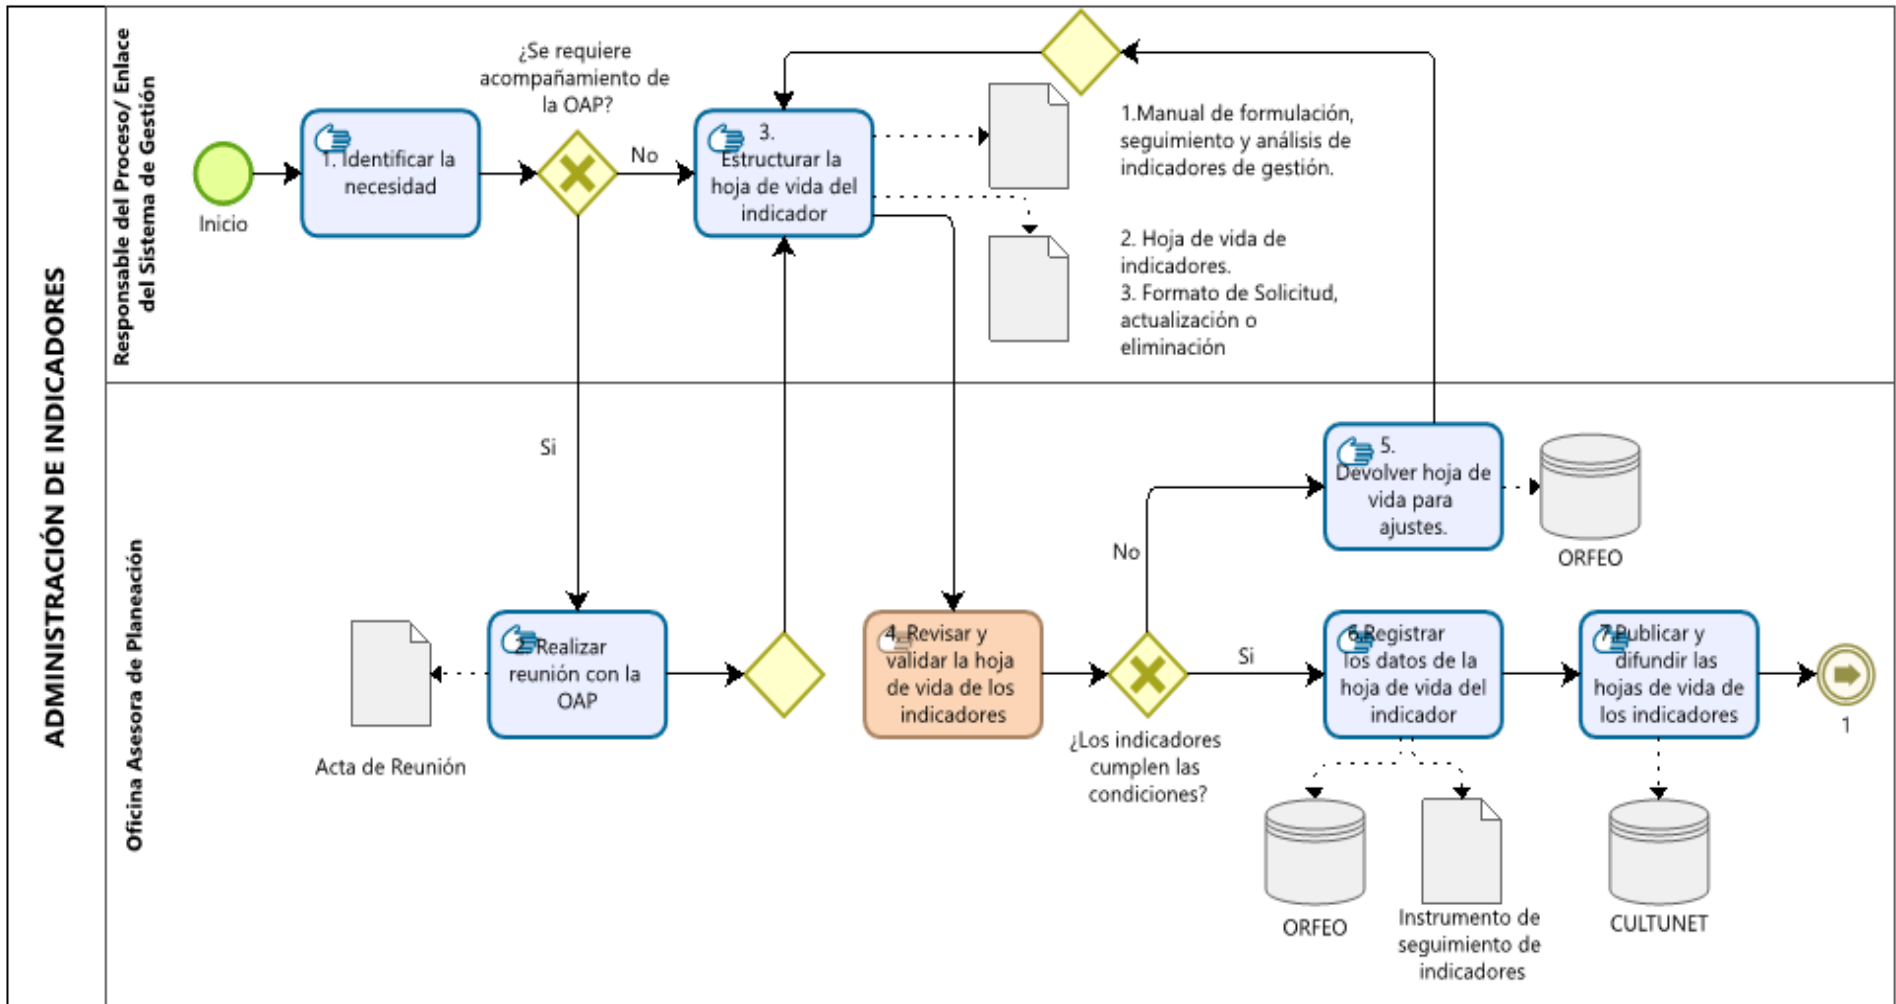 ADMINISTRACIÓN DE INDICADORES
Responsable del Proceso/ Enlace
del Sistema de Gestión
Inicio
1. Identificar la
necesidad
¿Se requiere
acompañamiento de
la OAP?
No
Si
3.
Estructurar la
hoja de vida del
indicador
1.Manual de formulación,
seguimiento y análisis de
indicadores de gestión.
2. Hoja de vida de
indicadores.
3. Formato de Solicitud,
actualización o
eliminación
Oficina Asesora de Planeación
Acta de Reunión
2. Realizar
reunión con la
OAP
4. Revisar y
validar la hoja
de vida de los
indicadores
¿Los indicadores
cumplen las
condiciones?
No
Si
5.
Devolver hoja de
vida para
ajustes.
ORFEO
6.Registrar
los datos de la
hoja de vida del
indicador
ORFEO
Instrumento de
seguimiento de
indicadores
7.Publicar y
difundir las
hojas de vida de
los indicadores
CULTUNET
1